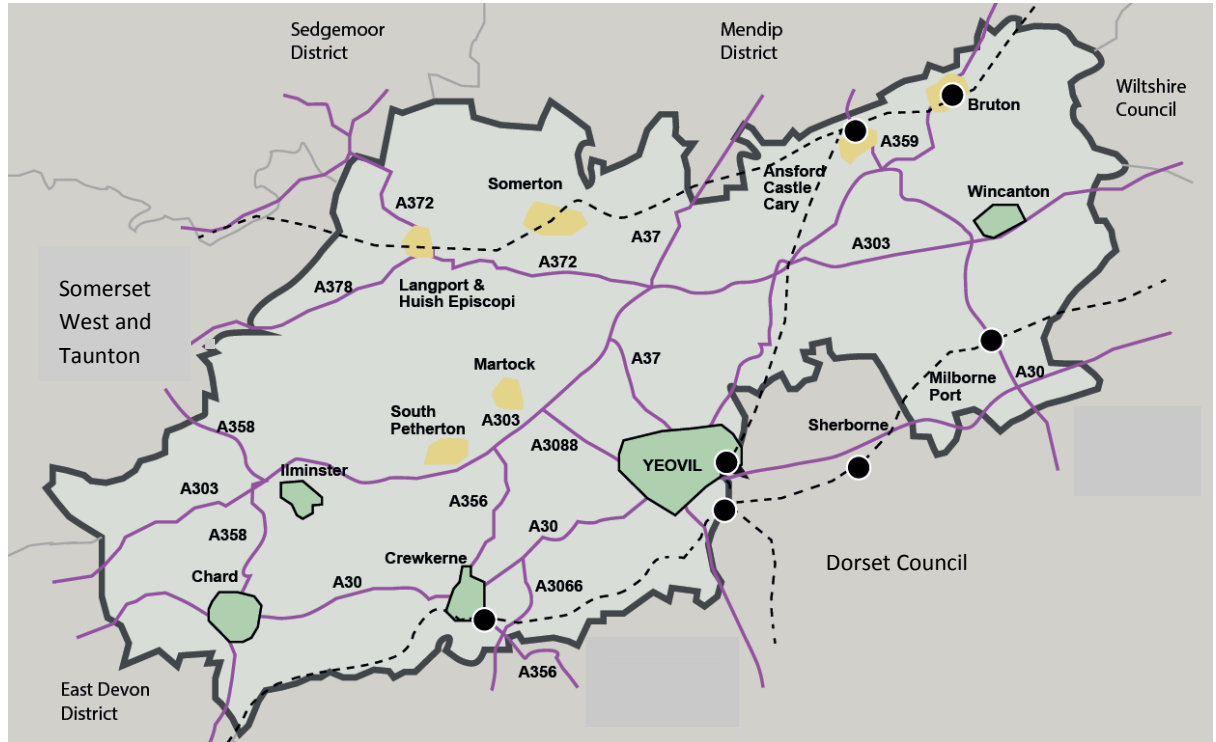 Sedgemoor
District
Mendip
District
Wiltshire
Council
Bruton
A359
Ansford
Castle
Cary
Somerton
Wincanton
A372
A37
A303
A372
A378
Langport &
Huish Episcopi
Somerset
West and
Taunton
A37
Martock
Milborne
Port
A30
South
Petherton
A303
Sherborne
A358
A3088
YEOVIL
Ilminster
A303
A356
A358
A30
Crewkerne
Dorset Council
Chard
A30
A3066
A356
East Devon
District